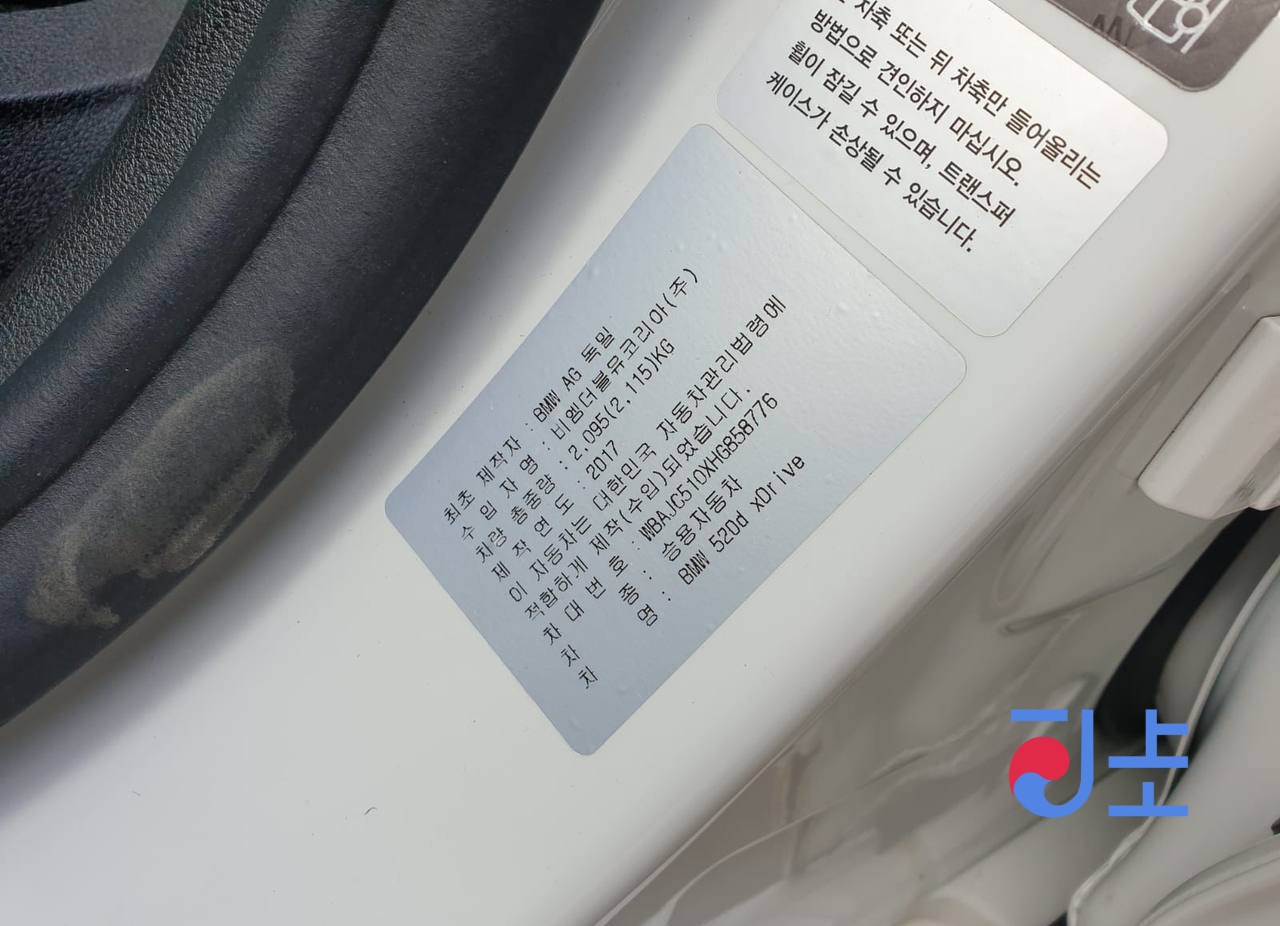 차축 또는 뒤 차축만 들어올리는
방법으로 견인하지 마십시오.
휠이 잠길 수 있으며, 트랜스퍼
케이스가 손상될 수 있습니다.
최초 제작자 : BMW AG 독일
수 입 자 명 : 비엠더블유코리아(주)
차량 총중량 : 2,095(2,115)KG
제 작 연 도 : 2017
이 자동차는 대한민국 자동차관리법령에
적합하게 제작(수입)되었습니다.
차 대 번 호 : WBAJC510XHG858776
차 종 : 승용자동차
차 명 : BMW 520d xDrive